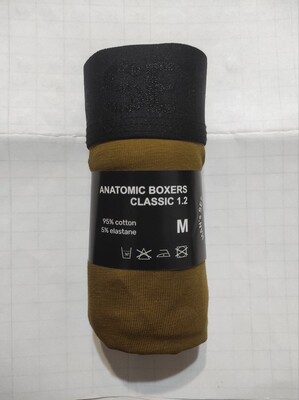 ANATOMIC BOXERS
CLASSIC 1.2
95% cotton
5% elastane
M